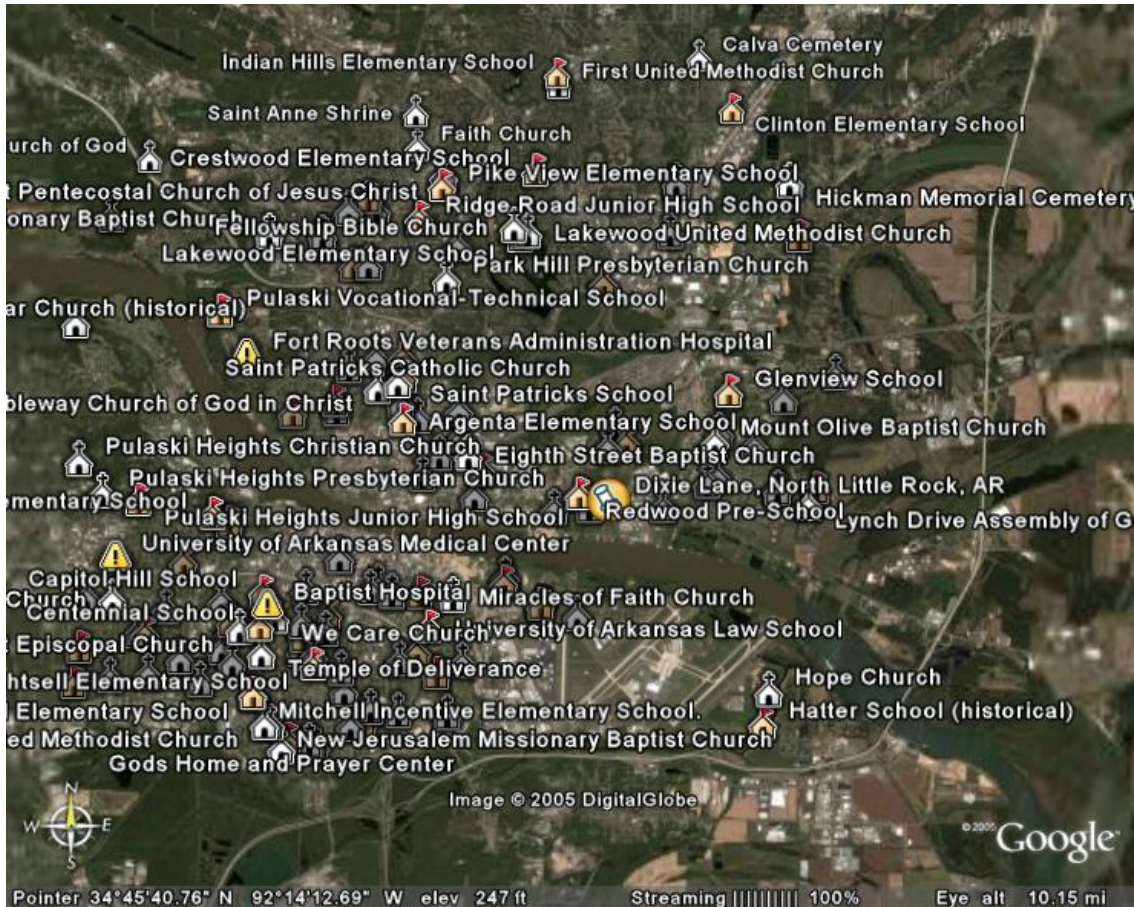 Calva Cemetery
Indian Hills Elementary School
First United Methodist Church
Saint Anne Shrine
Clinton Elementary School
Faith Church
urch of God
Crestwood Elementary School
Pike View Elementary School
t Pentecostal Church of Jesus Christ
Hickman Memorial Cemetery
Ridge Road Junior High School
onary Baptist Church
Fellowship Bible Church
Lakewood United Methodist Church
Lakewood Elementary School
Park Hill Presbyterian Church
Pulaski Vocational-Technical School
ar Church (historical)
Fort Roots Veterans Administration Hospital
Saint Patricks Catholic Church
Glenview School
Saint Patricks School
bleway Church of God in Christ
Argenta Elementary School
Mount Olive Baptist Church
Pulaski Heights Christian Church
Eighth Street Baptist Church
Pulaski Heights Presbyterian Church
Dixie Lane, North Little Rock, AR
ementary School
Redwood Pre-School
Pulaski Heights Junior High School
Lynch Drive Assembly of G
University of Arkansas Medical Center
Capitol Hill School
Baptist Hospital
Miracles of Faith Church
Church
Centennial School
We Care Church
University of Arkansas Law School
t Episcopal Church
Temple of Deliverance
Hope Church
htsell Elementary School
l Elementary School
Mitchell Incentive Elementary School.
Hatter School (historical)
ed Methodist Church
New Jerusalem Missionary Baptist Church
Gods Home and Prayer Center
N
W E
S
Image © 2005 DigitalGlobe
© 2005 Google
Pointer 34°45'40.76" N 92°14'12.69" W elev 247 ft Streaming |||||||||| 100% Eye alt 10.15 mi